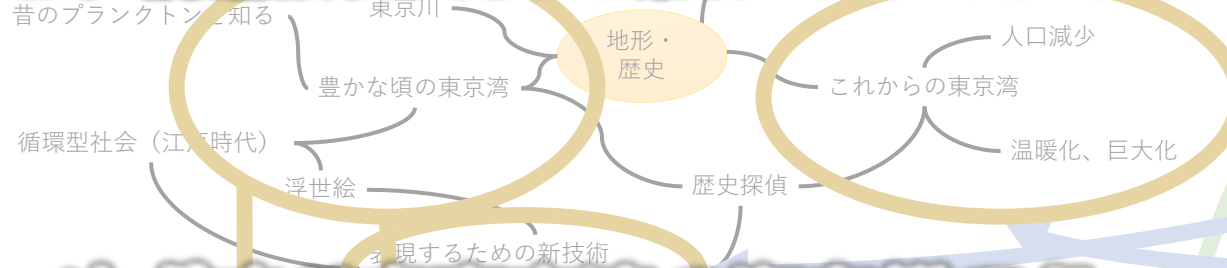 昔のプランクトンを知る
東京川
地形・
歴史
人口減少
豊かな頃の東京湾
これからの東京湾
循環型社会（江戸時代）
温暖化、巨大化
浮世絵
歴史探偵
表現するための新技術